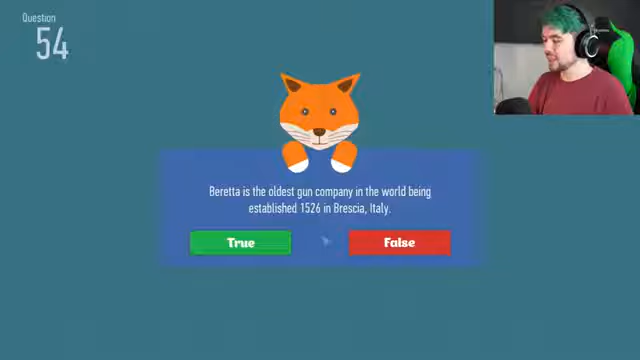 Question
54
Beretta is the oldest gun company in the world being
established 1526 in Brescia, Italy.
True
False